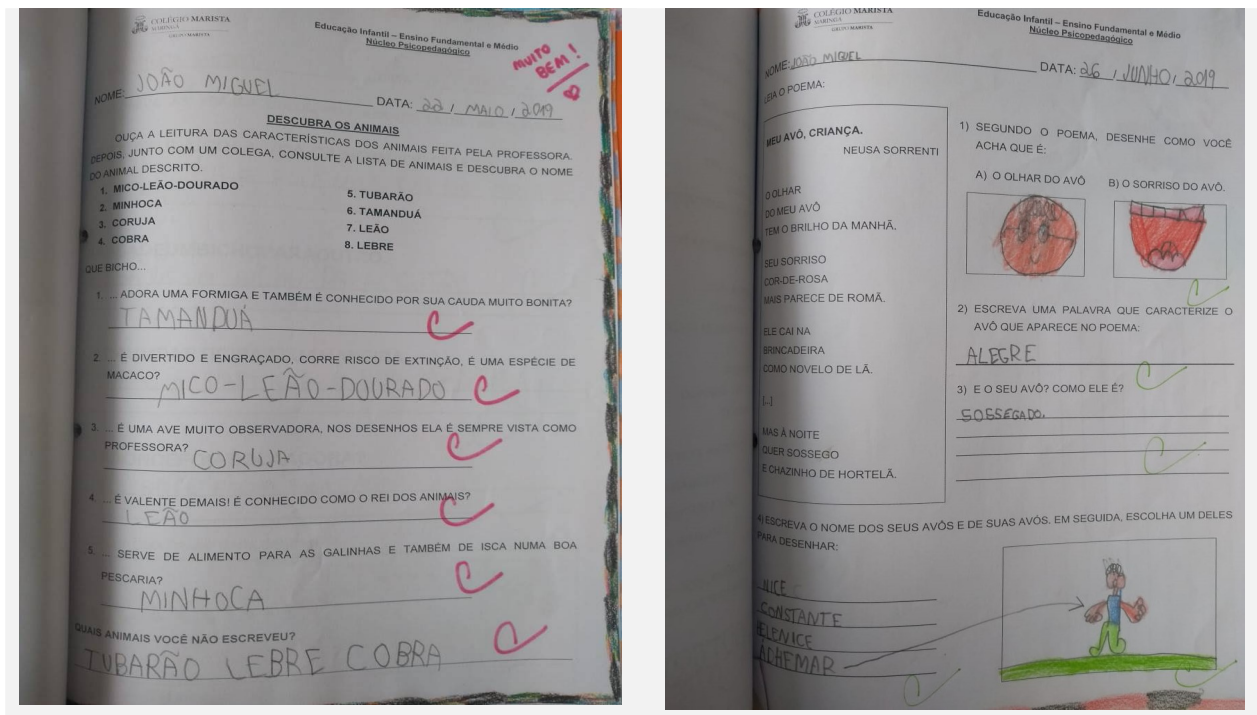 COLÉGIO MARISTA
MARINGÁ
GRUPO MARISTA
Educação Infantil – Ensino Fundamental e Médio
Núcleo Psicopedagógico
MUITO
BEM!
NOME: JOÃO MIGUEL DATA: 22 / MAIO / 2019
DESCUBRA OS ANIMAIS
OUÇA A LEITURA DAS CARACTERÍSTICAS DOS ANIMAIS FEITA PELA PROFESSORA.
DEPOIS, JUNTO COM UM COLEGA, CONSULTE A LISTA DE ANIMAIS E DESCUBRA O NOME
DO ANIMAL DESCRITO.
1. MICO-LEÃO-DOURADO
2. MINHOCA
3. CORUJA
4. COBRA
5. TUBARÃO
6. TAMANDUÁ
7. LEÃO
8. LEBRE
QUE BICHO...
1. ... ADORA UMA FORMIGA E TAMBÉM É CONHECIDO POR SUA CAUDA MUITO BONITA?
TAMANDUÁ
2. ... É DIVERTIDO E ENGRAÇADO, CORRE RISCO DE EXTINÇÃO, É UMA ESPÉCIE DE
MACACO?
MICO-LEÃO-DOURADO
3. ... É UMA AVE MUITO OBSERVADORA, NOS DESENHOS ELA É SEMPRE VISTA COMO
PROFESSORA?
CORUJA
4. ... É VALENTE DEMAIS! É CONHECIDO COMO O REI DOS ANIMAIS?
LEÃO
5. ... SERVE DE ALIMENTO PARA AS GALINHAS E TAMBÉM DE ISCA NUMA BOA
PESCARIA?
MINHOCA
QUAIS ANIMAIS VOCÊ NÃO ESCREVEU?
TUBARÃO LEBRE COBRA
COLÉGIO MARISTA
MARINGÁ
GRUPO MARISTA
Educação Infantil – Ensino Fundamental e Médio
Núcleo Psicopedagógico
NOME: JOÃO MIGUEL DATA: 26 / JUNHO / 2019
LEIA O POEMA:
MEU AVÔ, CRIANÇA.
NEUSA SORRENTI
O OLHAR
DO MEU AVÔ
TEM O BRILHO DA MANHÃ.
SEU SORRISO
COR-DE-ROSA
MAIS PARECE DE ROMÃ.
ELE CAI NA
BRINCADEIRA
COMO NOVELO DE LÃ.
[...]
MAS À NOITE
QUER SOSSEGO
E CHAZINHO DE HORTELÃ.
1) SEGUNDO O POEMA, DESENHE COMO VOCÊ
ACHA QUE É:
A) O OLHAR DO AVÔ
B) O SORRISO DO AVÔ.
2) ESCREVA UMA PALAVRA QUE CARACTERIZE O
AVÔ QUE APARECE NO POEMA:
ALEGRE
3) E O SEU AVÔ? COMO ELE É?
SOSSEGADO.
4) ESCREVA O NOME DOS SEUS AVÔS E DE SUAS AVÓS. EM SEGUIDA, ESCOLHA UM DELES
PARA DESENHAR:
NICE
CONSTANTE
ELENICE
ADHEMAR